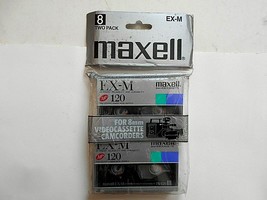 8
TWO PACK
EX-M
maxell
EX-M
120
FOR 8mm
VIDEOCASSETTE
CAMCORDERS
EX-M
maxell
120